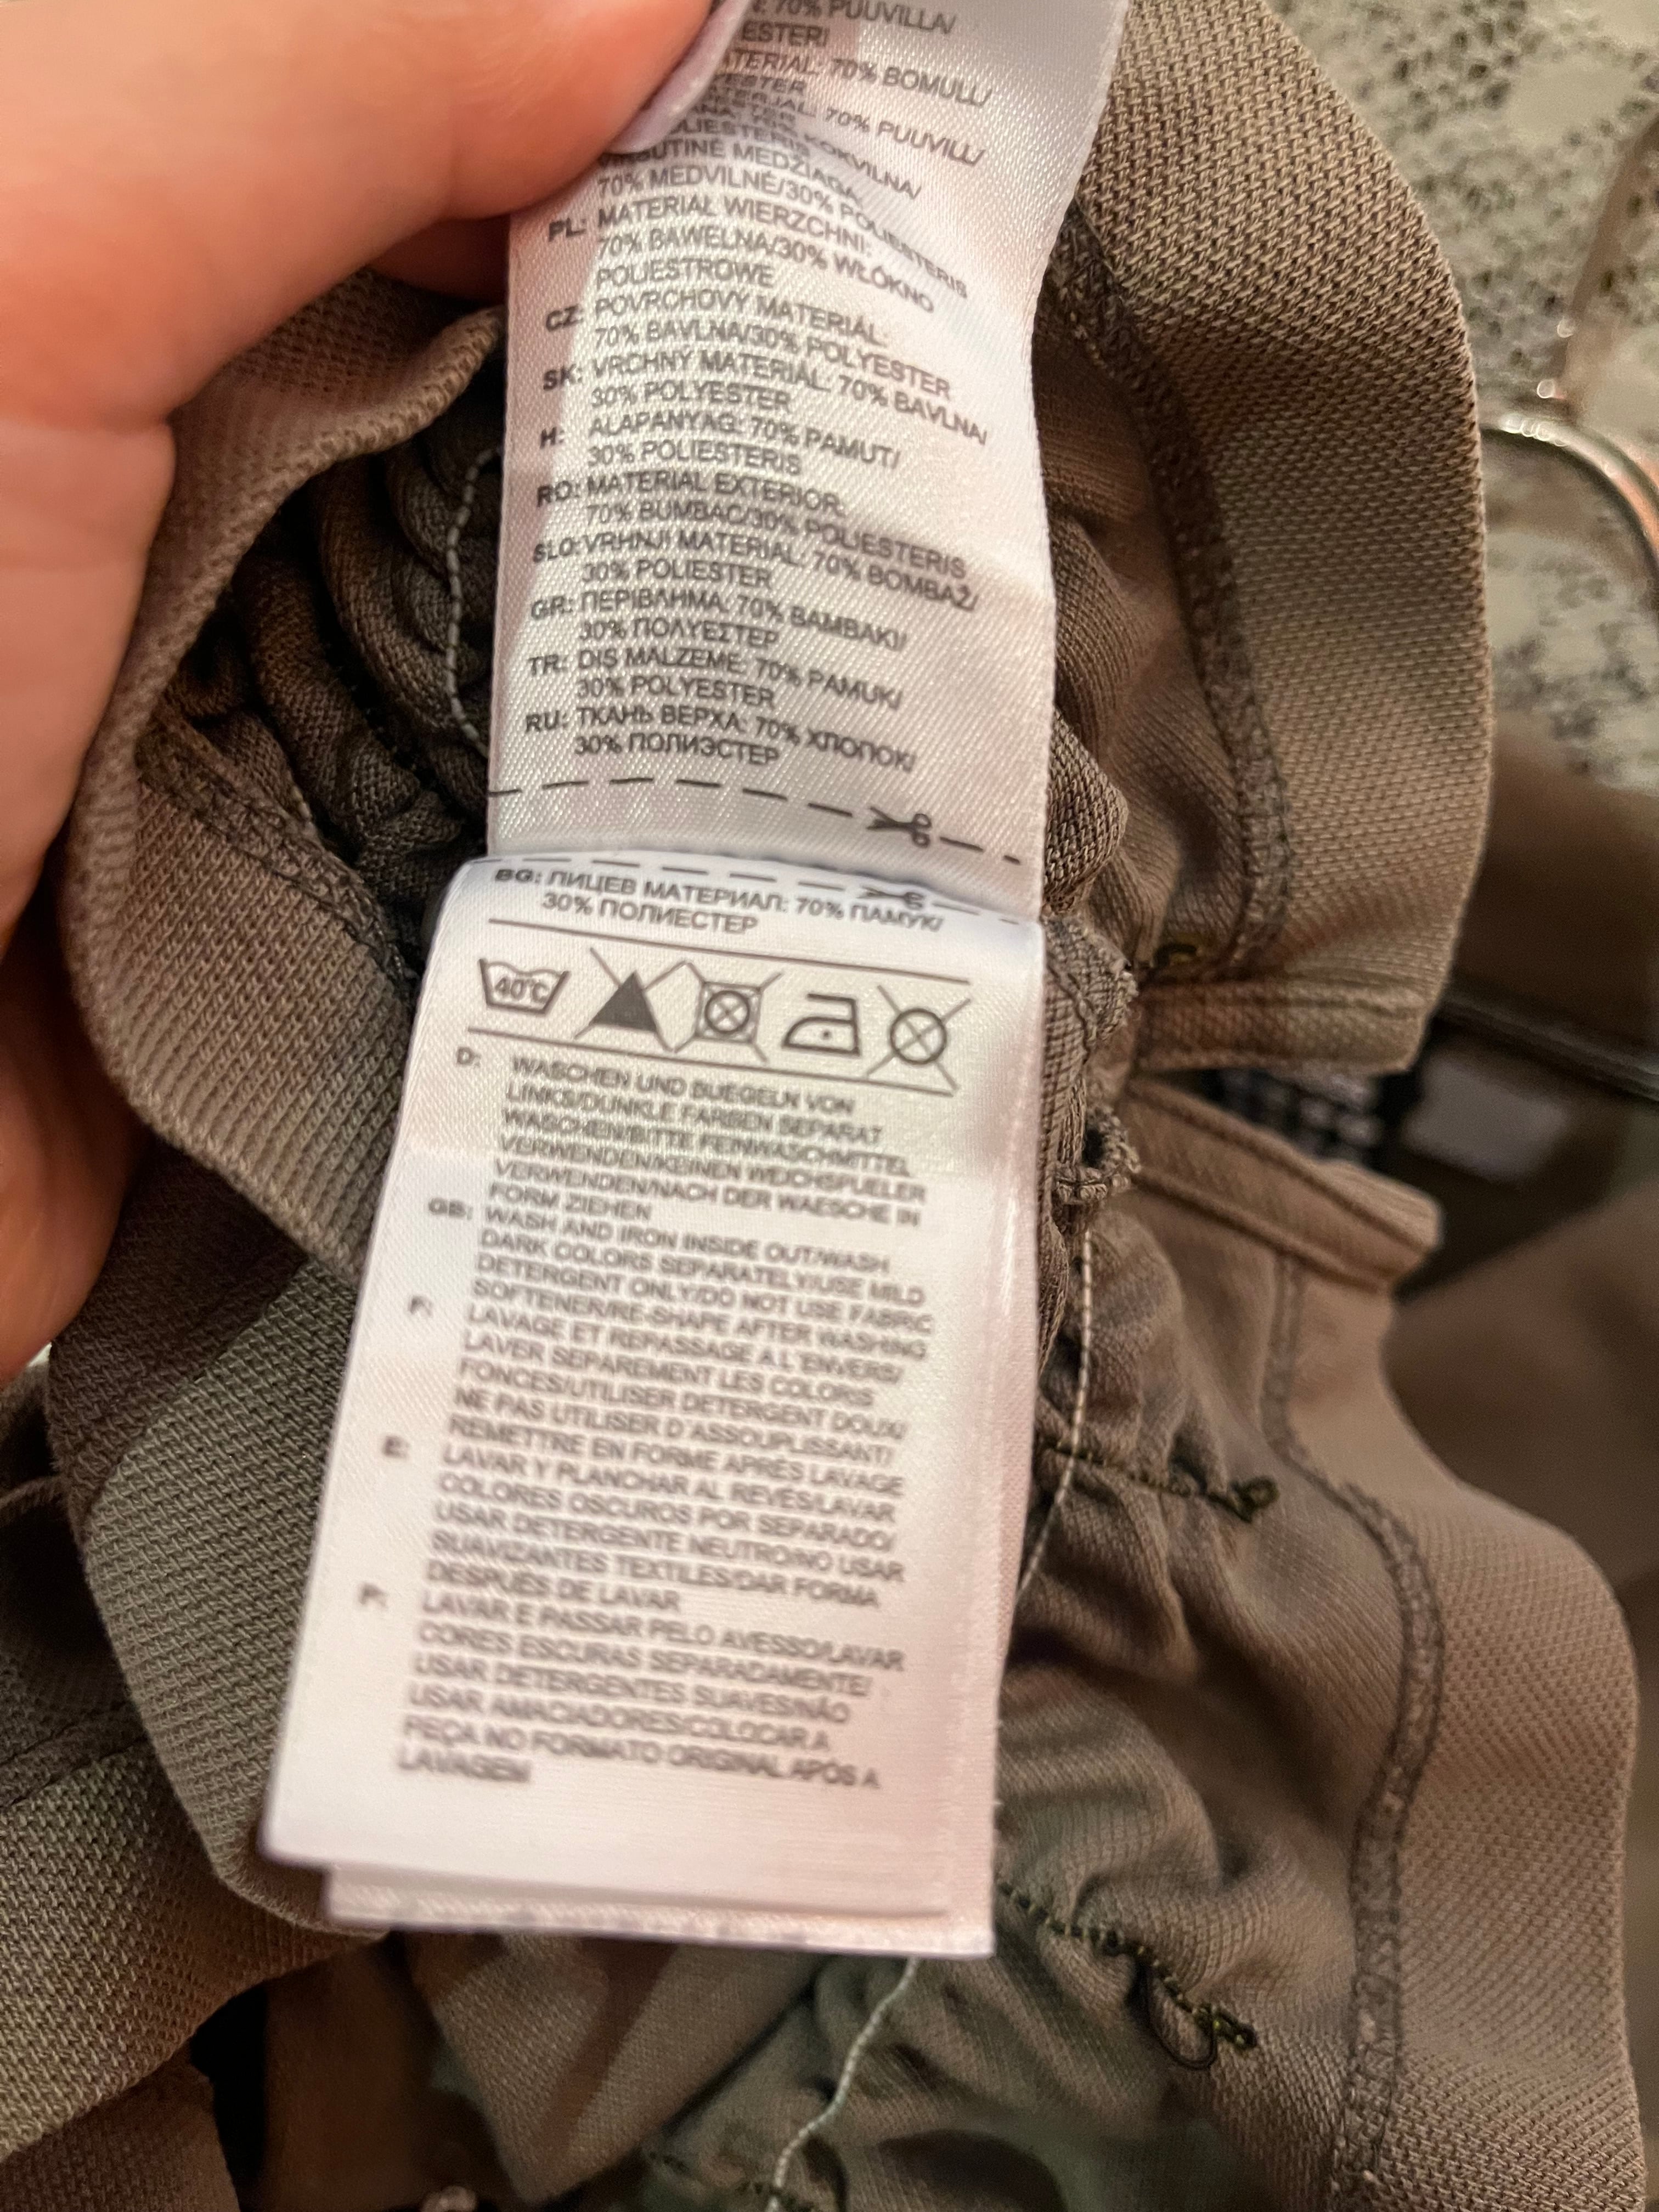 70% PUUVILLA/
ESTERI
70% BOMULL/
70% PUUVILL/
70% MEDVILNĖ/30% POLIESTERIS
PL: MATERIAŁ WIERZCHNI:
70% BAWEŁNA/30% WŁÓKNO
POLIESTROWE
CZ: POVRCHOVÝ MATERIÁL:
70% BAVLNA/30% POLYESTER
SK: VRCHNÝ MATERIÁL: 70% BAVLNA/
30% POLYESTER
H: ALAPANYAG: 70% PAMUT/
30% POLIESTERIS
RO: MATERIAL EXTERIOR:
70% BUMBAC/30% POLIESTERIS
SLO: VRHNJI MATERIAL: 70% BOMBAŽ/
30% POLIESTER
GR: ΠΕΡΙΒΛΗΜΑ: 70% ΒΑΜΒΑΚΙ/
30% ΠΟΛΥΕΣΤΕΡ
TR: DIS MALZEME: 70% PAMUK/
30% POLYESTER
RU: ТКАНЬ ВЕРХА: 70% ХЛОПОК/
30% ПОЛИЭСТЕР
BG: ЛИЦЕВ МАТЕРИАЛ: 70% ПАМУК/
30% ПОЛИЕСТЕР
40°C
D: WASCHEN UND BUEGELN VON
LINKS/DUNKLE FARBEN SEPARAT
WASCHEN/BITTE FEINWASCHMITTEL
VERWENDEN/KEINEN WEICHSPUELER
VERWENDEN/NACH DER WAESCHE IN
FORM ZIEHEN
GB: WASH AND IRON INSIDE OUT/WASH
DARK COLORS SEPARATELY/USE MILD
DETERGENT ONLY/DO NOT USE FABRIC
SOFTENER/RE-SHAPE AFTER WASHING
F: LAVAGE ET REPASSAGE A L'ENVERS/
LAVER SEPAREMENT LES COLORIS
FONCES/UTILISER DETERGENT DOUX/
NE PAS UTILISER D'ASSOUPLISSANT/
REMETTRE EN FORME APRÈS LAVAGE
E: LAVAR Y PLANCHAR AL REVÉS/LAVAR
COLORES OSCUROS POR SEPARADO/
USAR DETERGENTE NEUTRO/NO USAR
SUAVIZANTES TEXTILES/DAR FORMA
DESPUÉS DE LAVAR
P: LAVAR E PASSAR PELO AVESSO/LAVAR
CORES ESCURAS SEPARADAMENTE/
USAR DETERGENTES SUAVES/NÃO
USAR AMACIADORES/COLOCAR A
PEÇA NO FORMATO ORIGINAL APÓS A
LAVAGEM